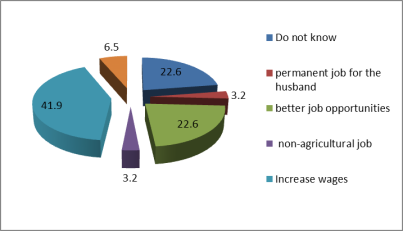 6.5
22.6
Do not know
3.2
permanent job for the
husband
41.9
better job opportunities
22.6
non-agricultural job
3.2
Increase wages